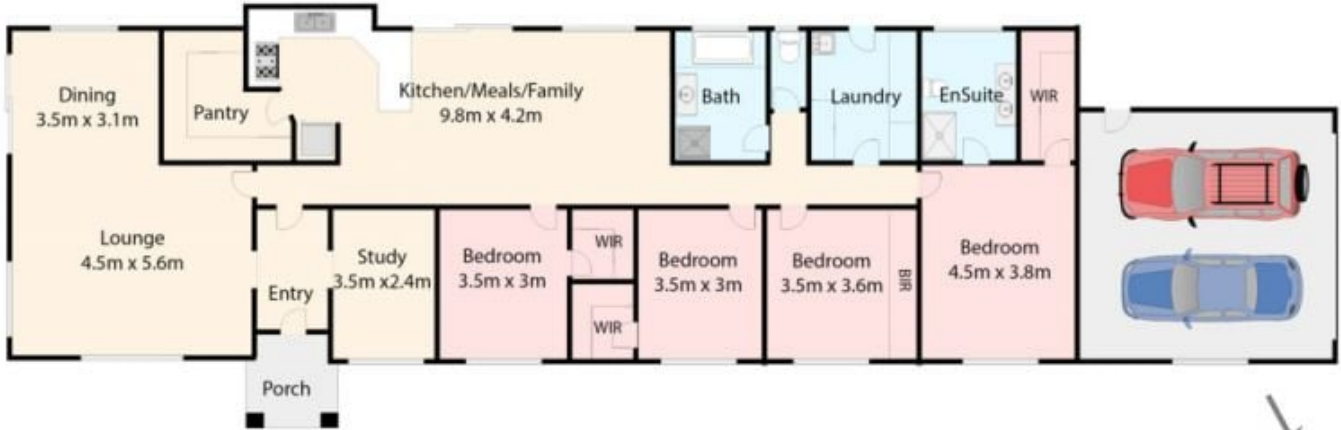 Dining
3.5m x 3.1m
Pantry
Kitchen/Meals/Family
9.8m x 4.2m
Bath
Laundry
EnSuite
WIR
Lounge
4.5m x 5.6m
Entry
Study
3.5m x2.4m
Bedroom
3.5m x 3m
WIR
WIR
Bedroom
3.5m x 3m
Bedroom
3.5m x 3.6m
BIR
Bedroom
4.5m x 3.8m
Porch